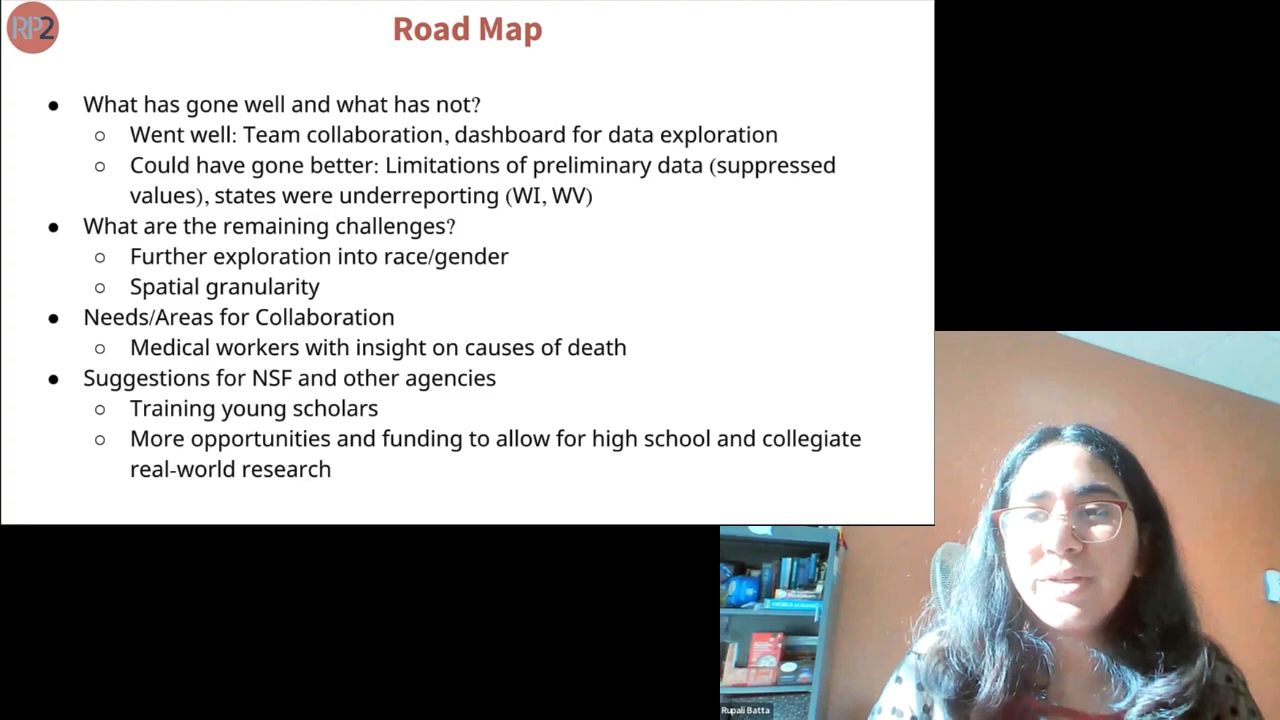 RP2
Road Map
● What has gone well and what has not?
○ Went well: Team collaboration, dashboard for data exploration
○ Could have gone better: Limitations of preliminary data (suppressed
values), states were underreporting (WI, WV)
● What are the remaining challenges?
○ Further exploration into race/gender
○ Spatial granularity
● Needs/Areas for Collaboration
○ Medical workers with insight on causes of death
● Suggestions for NSF and other agencies
○ Training young scholars
○ More opportunities and funding to allow for high school and collegiate
real-world research
Rupali Batta